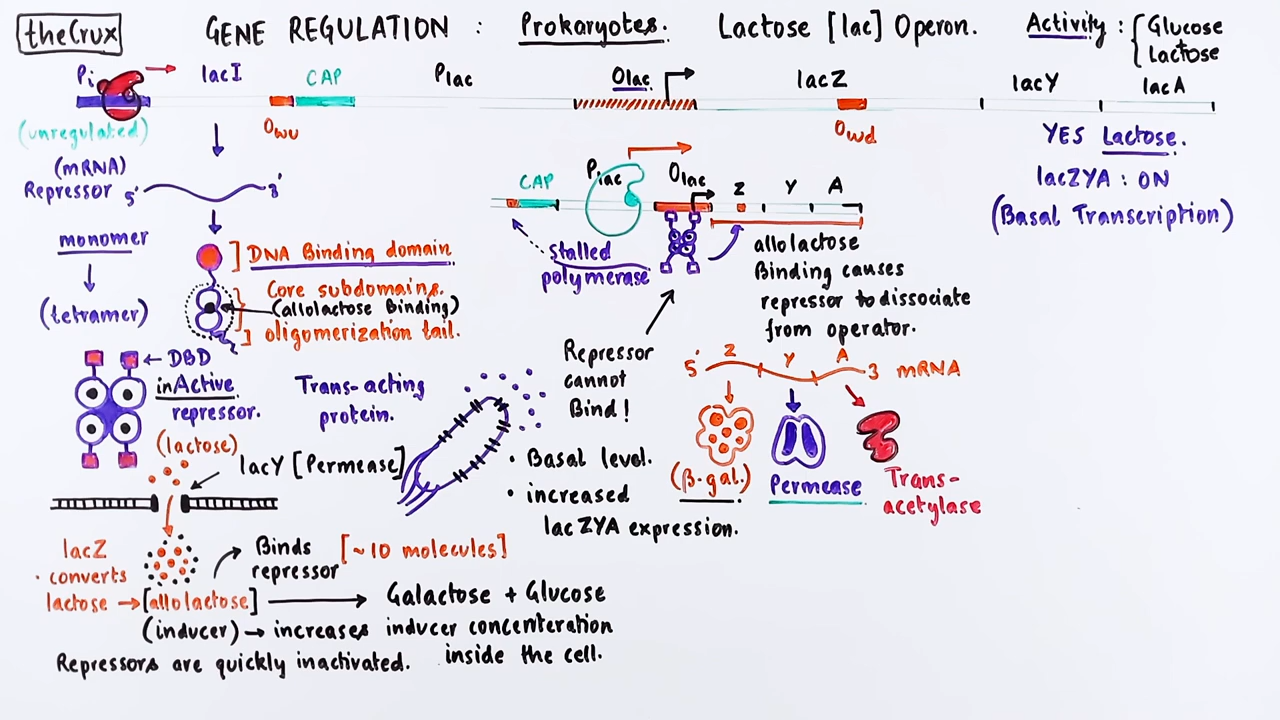 theCrux
GENE REGULATION : Prokaryotes. Lactose [lac] Operon.
Activity : { Glucose
Lactose
Pi
lacI
CAP
Plac
Olac
lacZ
lacY
lacA
(unregulated)
Owu
Owd
YES Lactose.
lacZYA : ON
(Basal Transcription)
(mRNA)
Repressor 5' 3'
monomer
(tetramer)
] DNA Binding domain
Core subdomains.
(allolactose Binding)
] oligomerization tail.
CAP
Plac
Olac
Z Y A
stalled
polymerase
allolactose
Binding causes
repressor to dissociate
from operator.
← DBD
inActive
repressor.
Trans-acting
protein.
Repressor
cannot
Bind!
5' Z Y A 3 mRNA
(β-gal.)
Permease
Trans-
acetylase
(lactose)
lacY [Permease]
• Basal level.
• increased
lac ZYA expression.
lacZ
• converts
lactose → [allolactose] → Galactose + Glucose
Binds
repressor
[~10 molecules]
(inducer) → increases inducer concenteration
inside the cell.
Repressors are quickly inactivated.